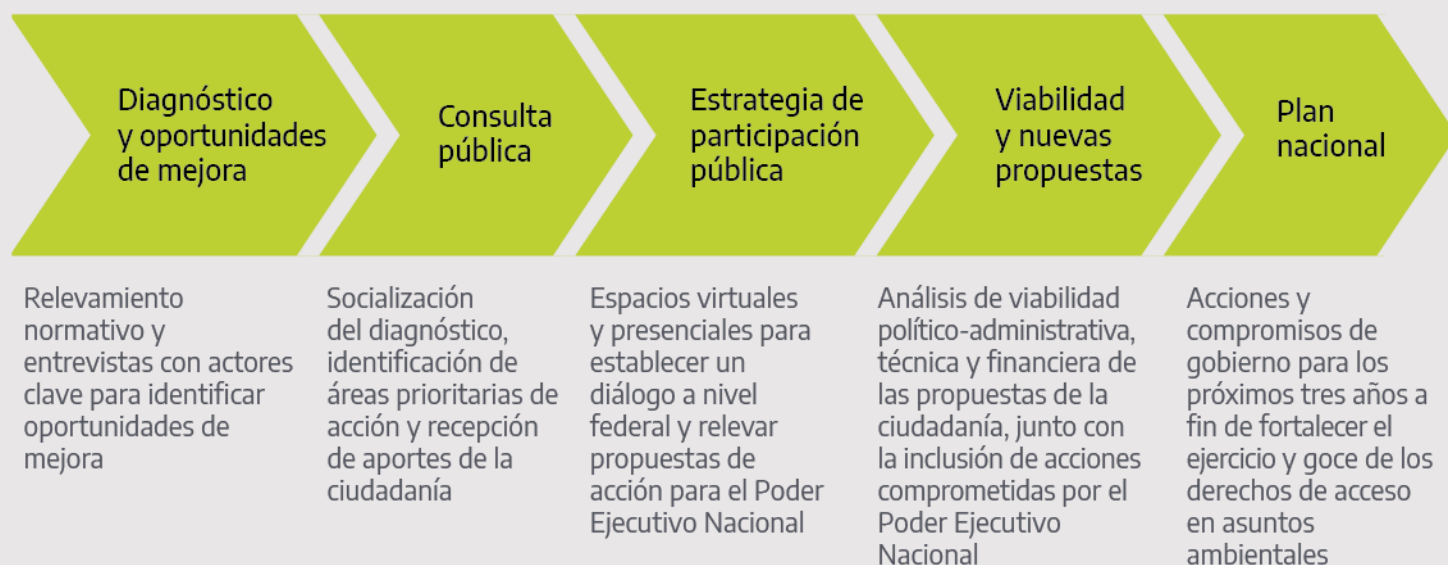 Diagnóstico
y oportunidades
de mejora
Consulta
pública
Estrategia de
participación
pública
Viabilidad
y nuevas
propuestas
Plan
nacional
Relevamiento
normativo y
entrevistas con actores
clave para identificar
oportunidades de
mejora
Socialización
del diagnóstico,
identificación de
áreas prioritarias de
acción y recepción
de aportes de la
ciudadanía
Espacios virtuales
y presenciales para
establecer un
diálogo a nivel
federal y relevar
propuestas de
acción para el Poder
Ejecutivo Nacional
Análisis de viabilidad
político-administrativa,
técnica y financiera de
las propuestas de la
ciudadanía, junto con
la inclusión de acciones
comprometidas por el
Poder Ejecutivo
Nacional
Acciones y
compromisos de
gobierno para los
próximos tres años a
fin de fortalecer el
ejercicio y goce de los
derechos de acceso
en asuntos
ambientales